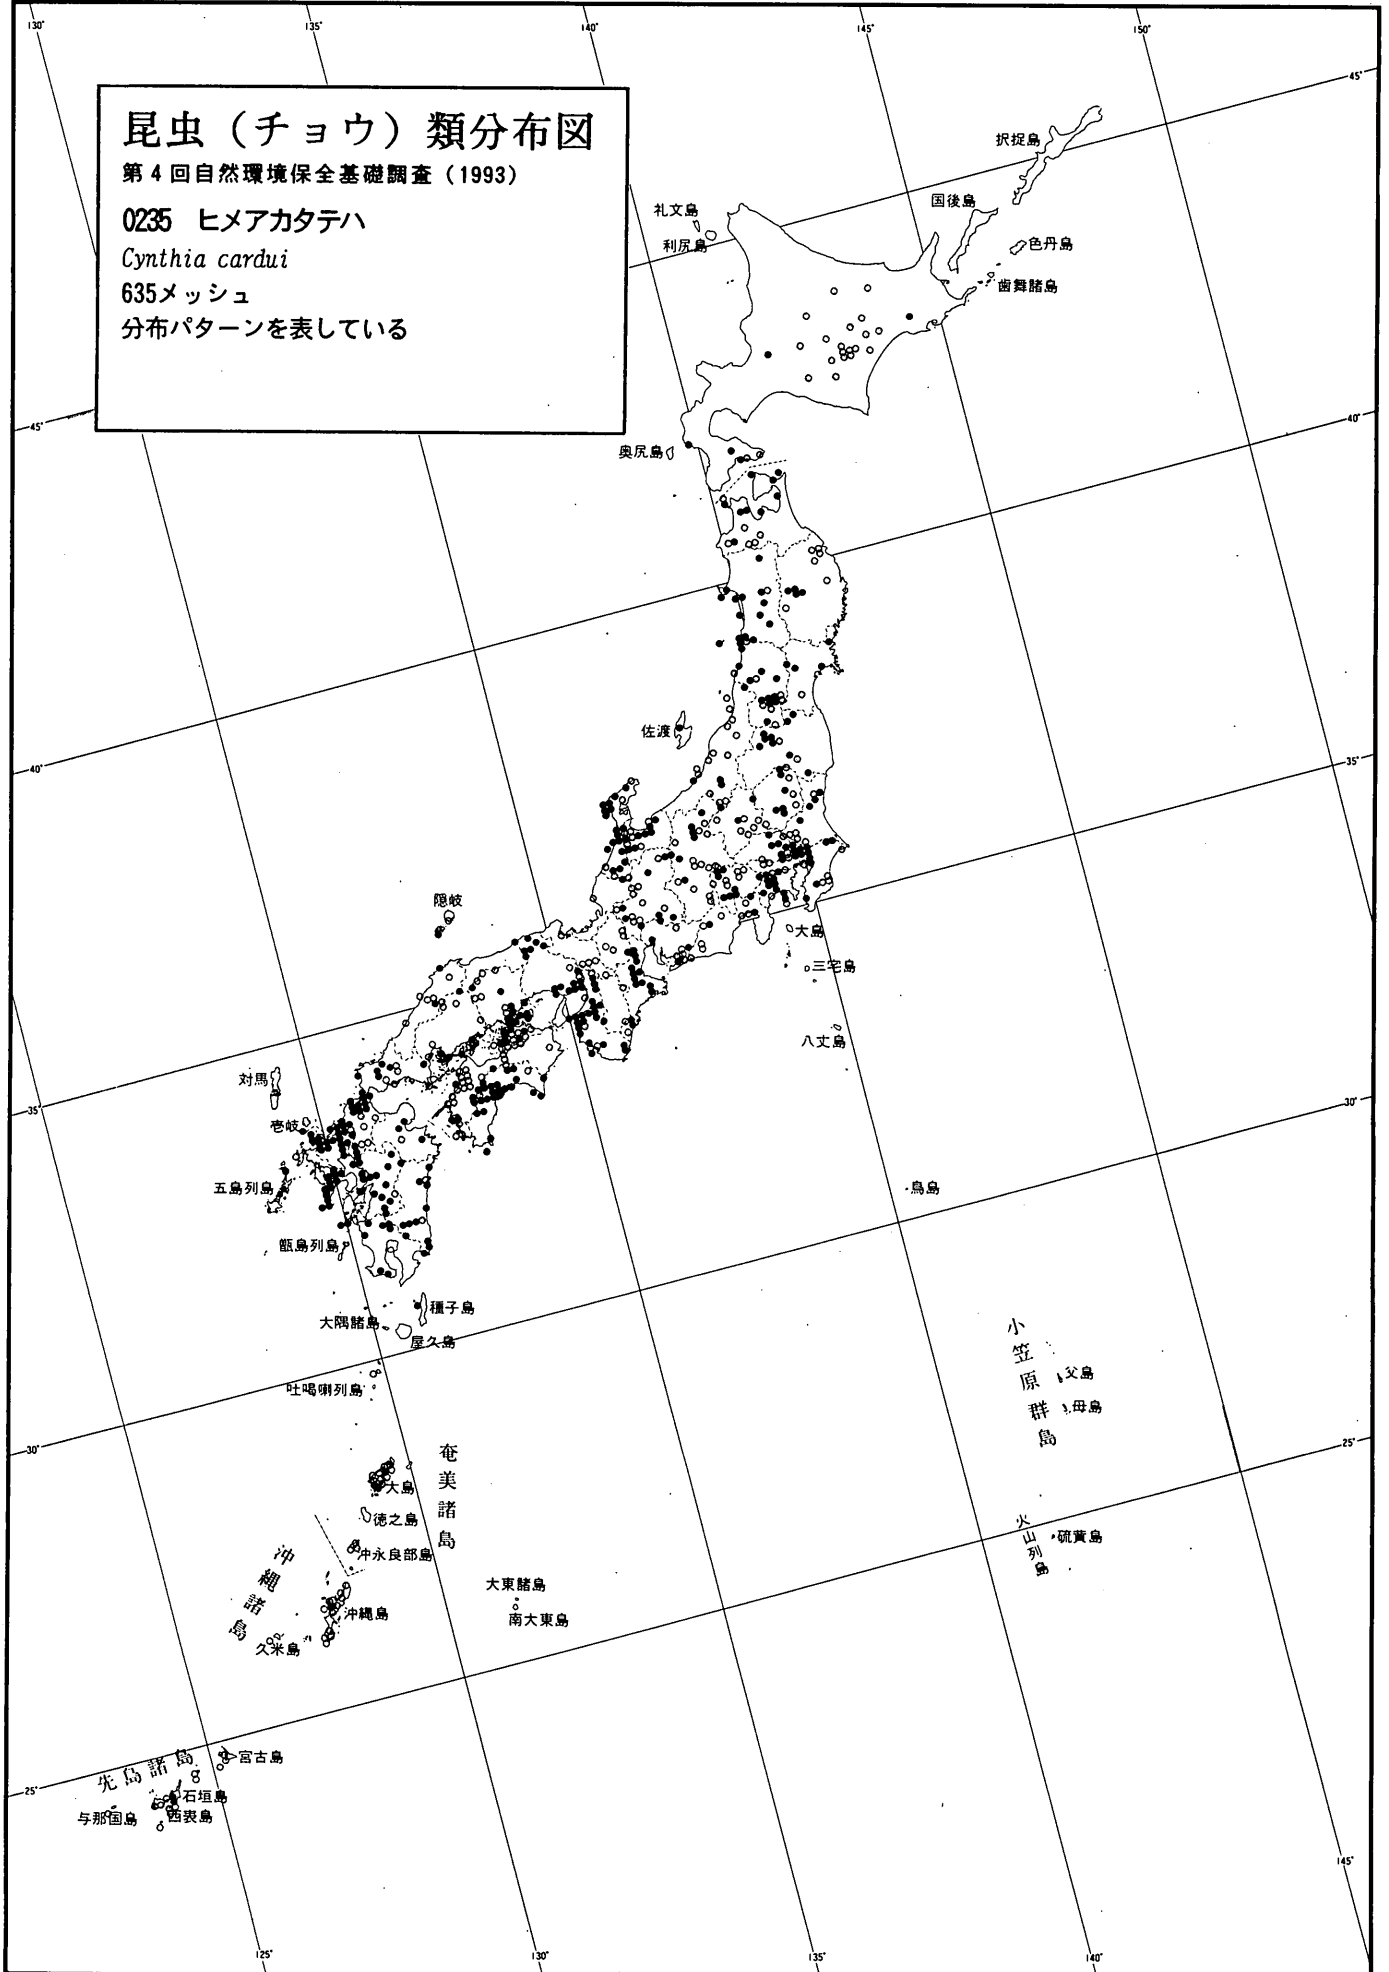 130°
135°
140°
145°
150°
昆虫（チョウ）類分布図
第4回自然環境保全基礎調査（1993）
0235 ヒメアカタテハ
Cynthia cardui
635メッシュ
分布パターンを表している
45°
択捉島
国後島
色丹島
歯舞諸島
礼文島
利尻島
45°
40°
奥尻島
佐渡
40°
35°
隠岐
大島
三宅島
八丈島
対馬
壱岐
35°
30°
五島列島
鳥島
甑島列島
大隅諸島
種子島
屋久島
吐喝喇列島
小笠原群島
父島
母島
30°
25°
奄美諸島
大島
徳之島
沖永良部島
火山列島
硫黄島
沖縄諸島
沖縄島
久米島
大東諸島
南大東島
先島諸島
宮古島
石垣島
西表島
与那国島
25°
145°
125°
130°
135°
140°